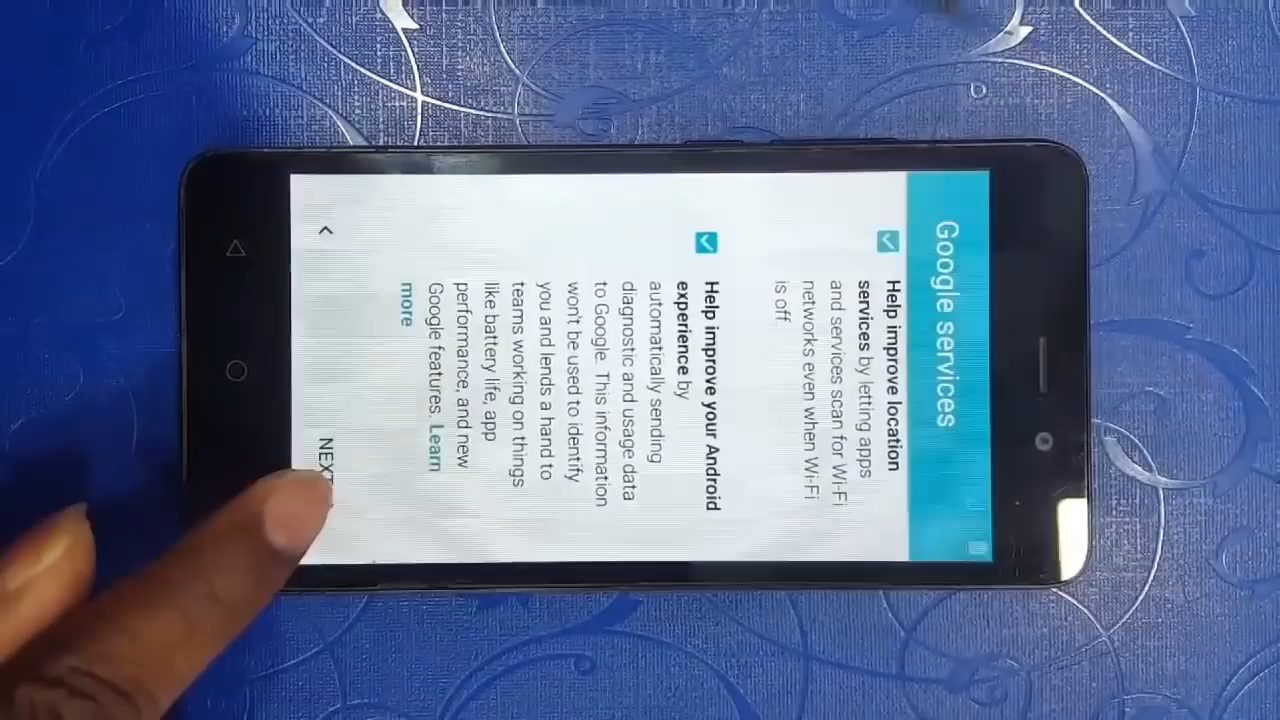 Google services
Help improve location
services by letting apps
and services scan for Wi-Fi
networks even when Wi-Fi
is off.
Help improve your Android
experience by
automatically sending
diagnostic and usage data
to Google. This information
won't be used to identify
you and lends a hand to
teams working on things
like battery life, app
performance, and new
Google features. Learn
more
NEXT